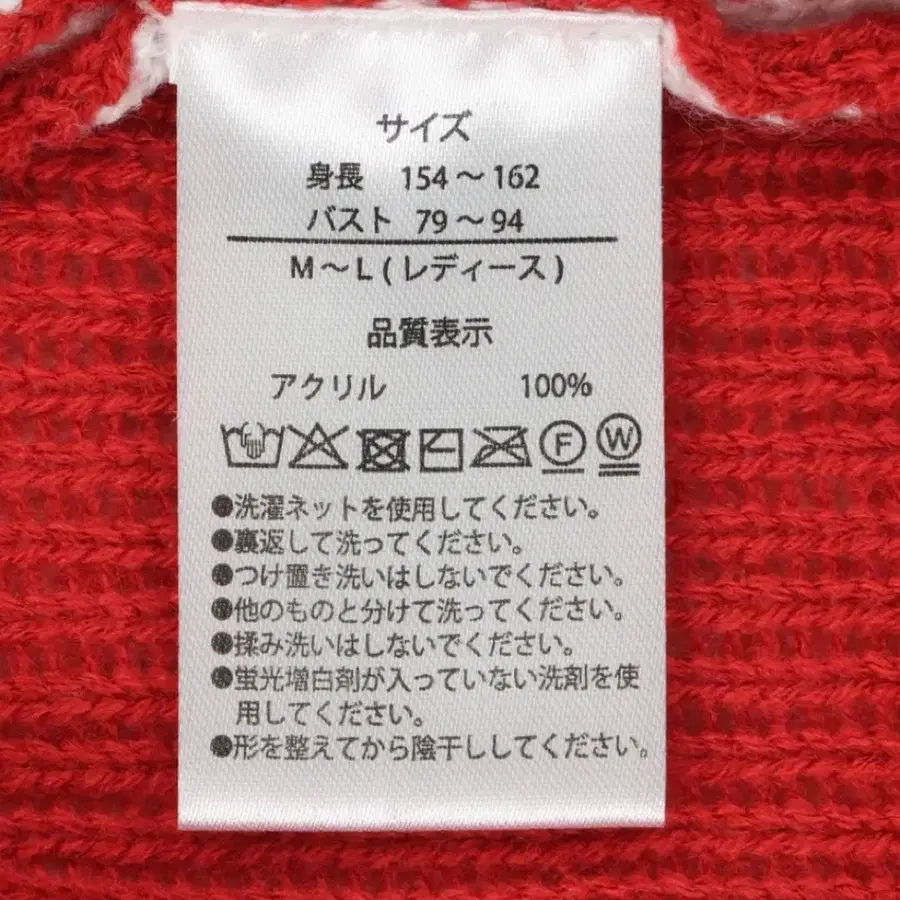 サイズ
身長 154～162
バスト 79～94
M～L(レディース)
品質表示
アクリル 100%
F W
●洗濯ネットを使用してください。
●裏返して洗ってください。
●つけ置き洗いはしないでください。
●他のものと分けて洗ってください。
●揉み洗いはしないでください。
●蛍光増白剤が入っていない洗剤を使
用してください。
●形を整えてから陰干ししてください。